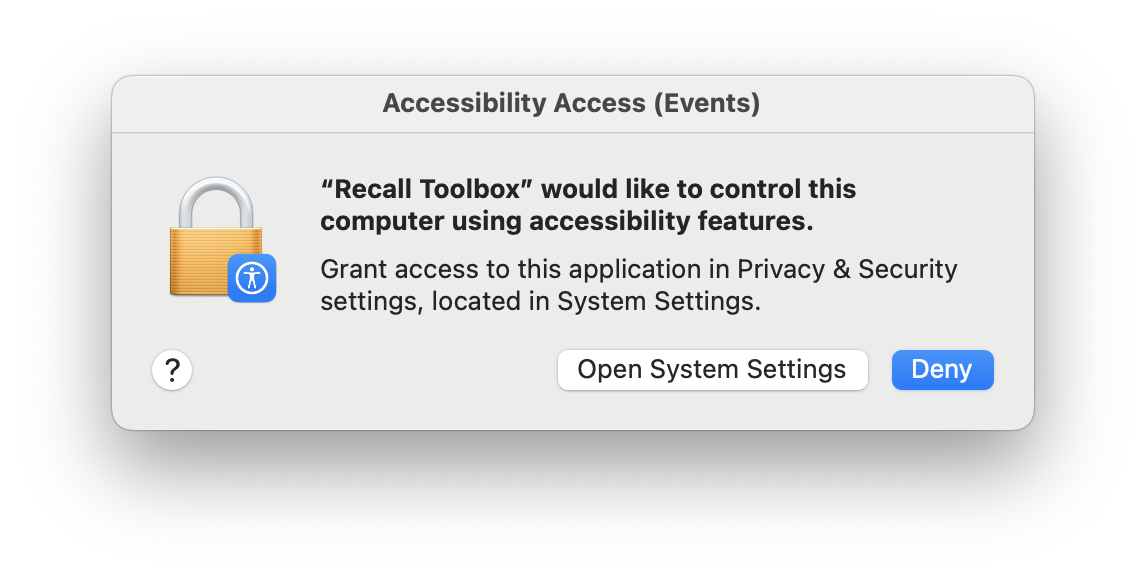 Accessibility Access (Events)
“Recall Toolbox” would like to control this
computer using accessibility features.
Grant access to this application in Privacy & Security
settings, located in System Settings.
?
Open System Settings
Deny